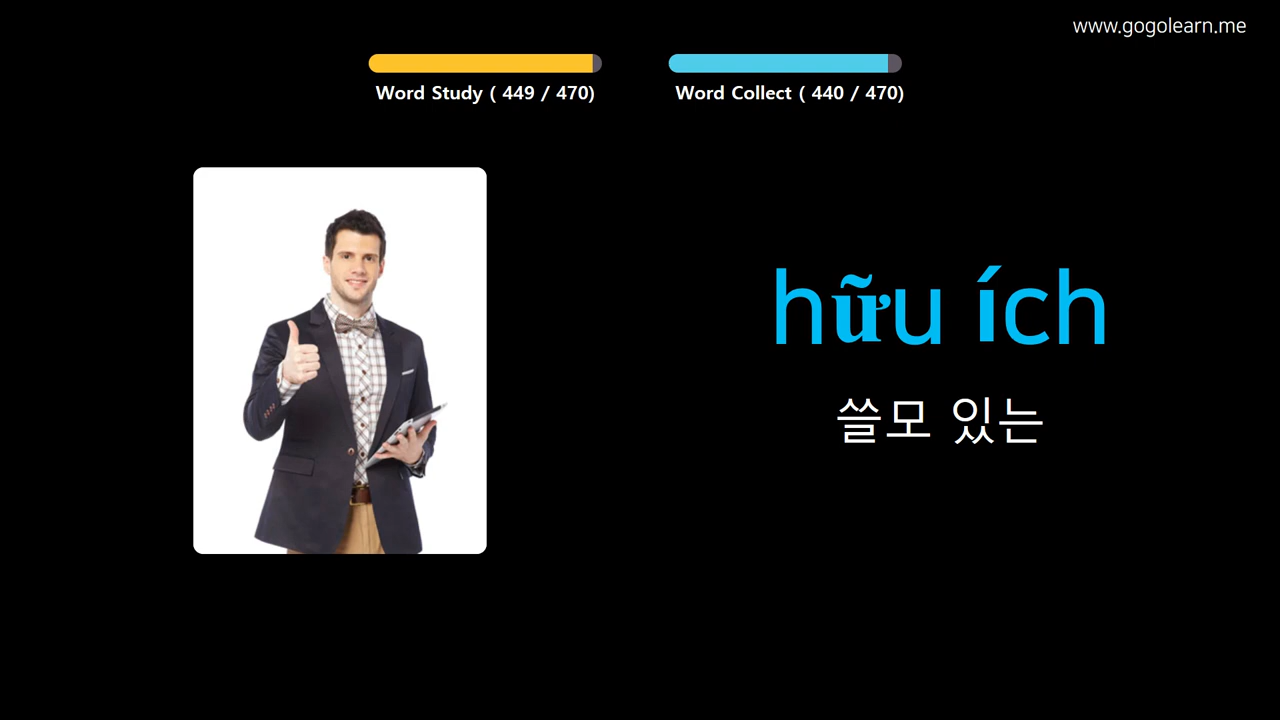 www.gogolearn.me
Word Study ( 449 / 470)
Word Collect ( 440 / 470)
hữu ích
쓸모 있는